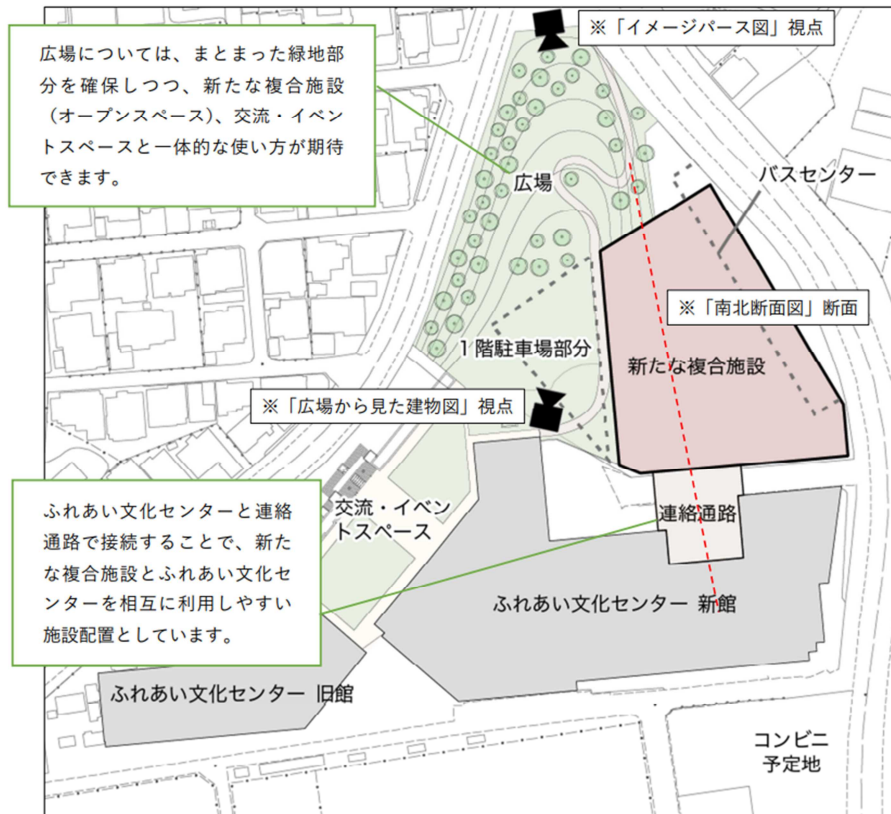 ※「イメージパース図」視点
広場については、まとまった緑地部
分を確保しつつ、新たな複合施設
（オープンスペース）、交流・イベン
トスペースと一体的な使い方が期待
できます。
広場
バスセンター
※「南北断面図」断面
１階駐車場部分
新たな複合施設
※「広場から見た建物図」視点
ふれあい文化センターと連絡
通路で接続することで、新た
な複合施設とふれあい文化セ
ンターを相互に利用しやすい
施設配置としています。
交流・イベン
トスペース
連絡通路
ふれあい文化センター 新館
ふれあい文化センター 旧館
コンビニ
予定地